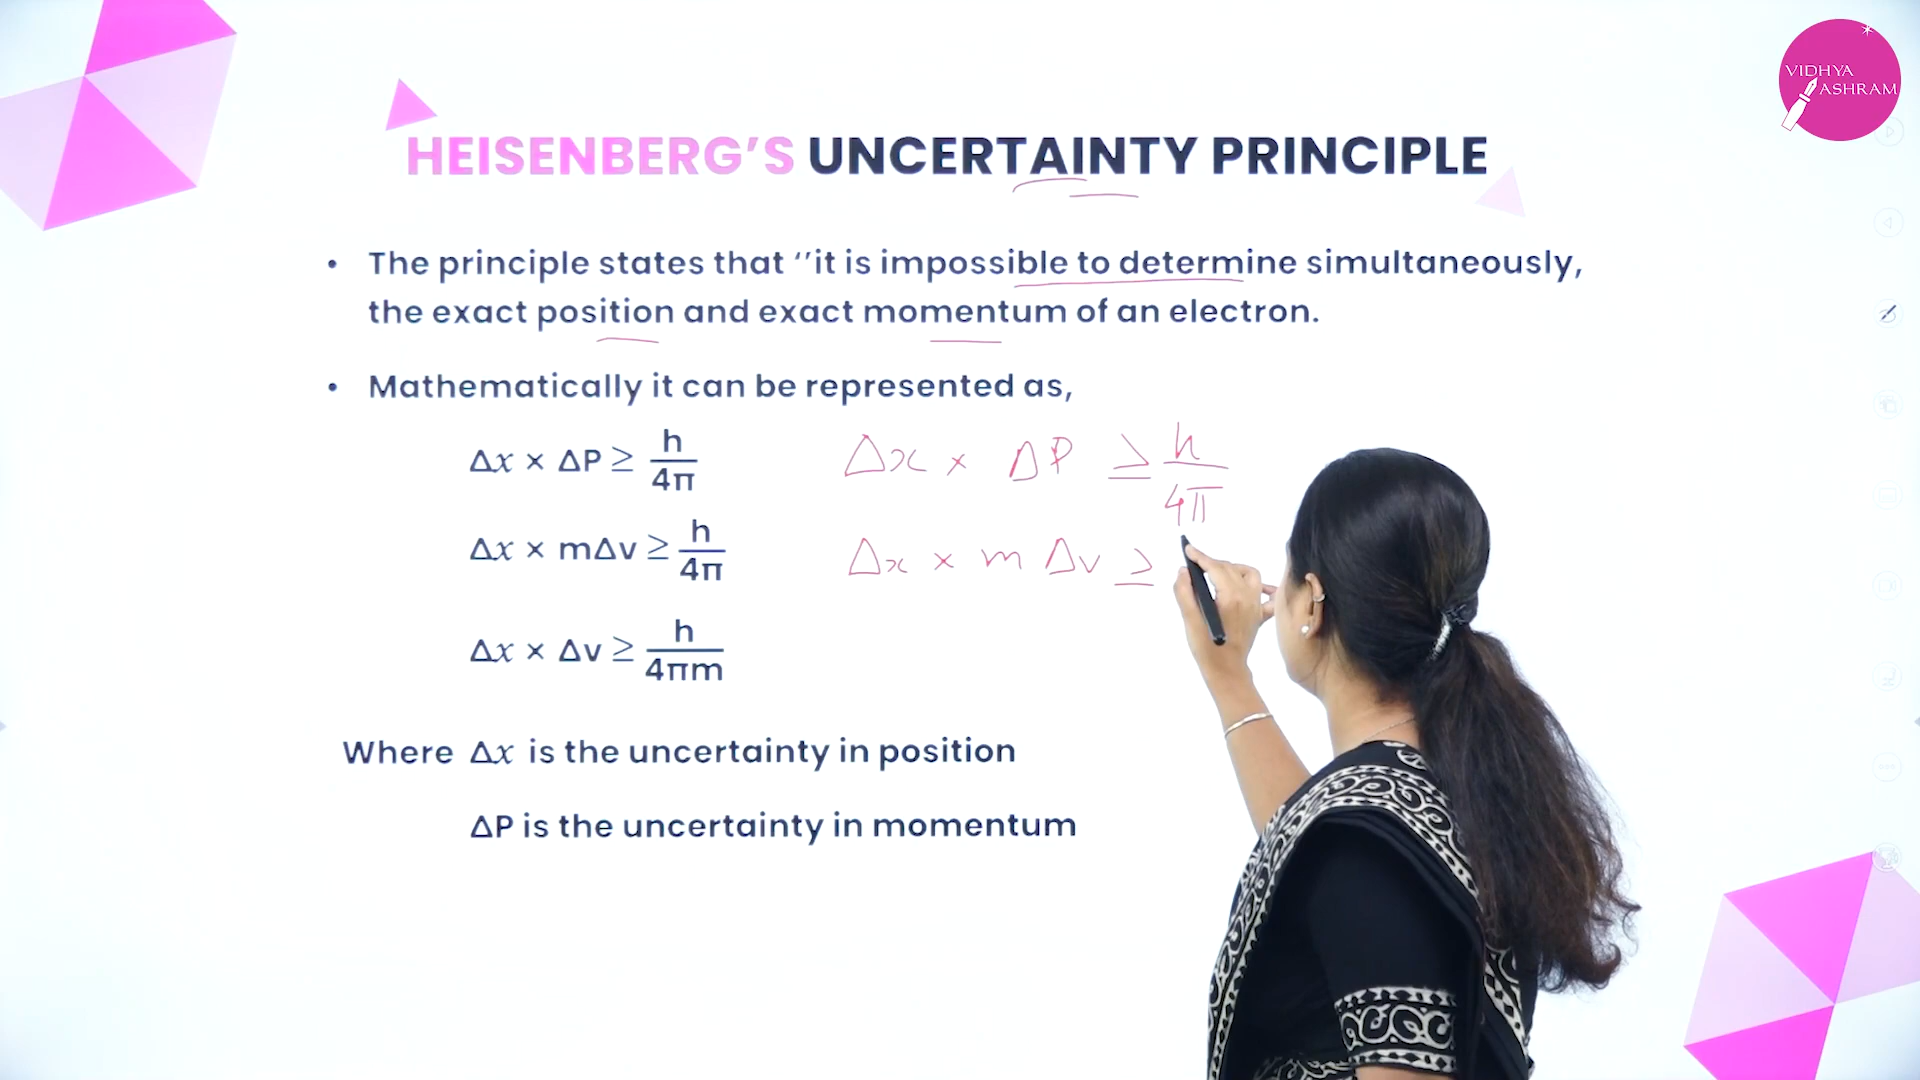 VIDHYA
ASHRAM
HEISENBERG'S UNCERTAINTY PRINCIPLE
• The principle states that ‘’it is impossible to determine simultaneously,
the exact position and exact momentum of an electron.
• Mathematically it can be represented as,
Δx × ΔP ≥ h/4π
Δx × ΔP ≥ h/4π
Δx × mΔv ≥ h/4π
Δx × m Δv ≥
Δx × Δv ≥ h/4πm
Where Δx is the uncertainty in position
ΔP is the uncertainty in momentum